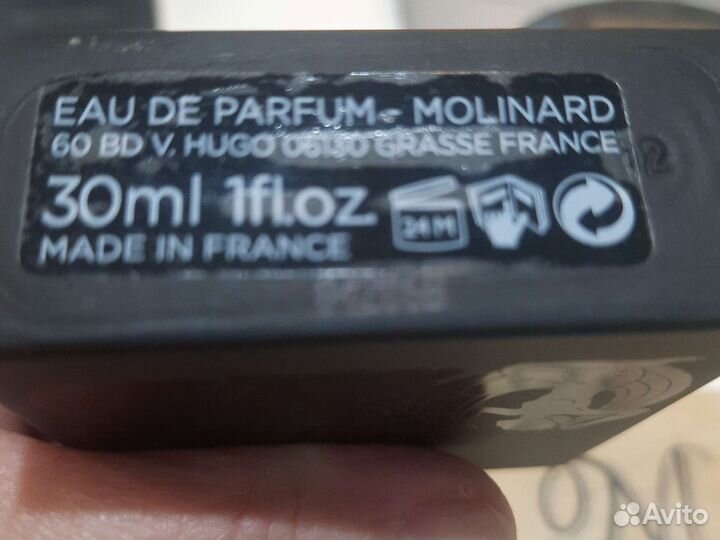 EAU DE PARFUM - MOLINARD
60 BD V. HUGO 06130 GRASSE FRANCE
30ml 1fl.oz
24M
MADE IN FRANCE
Avito